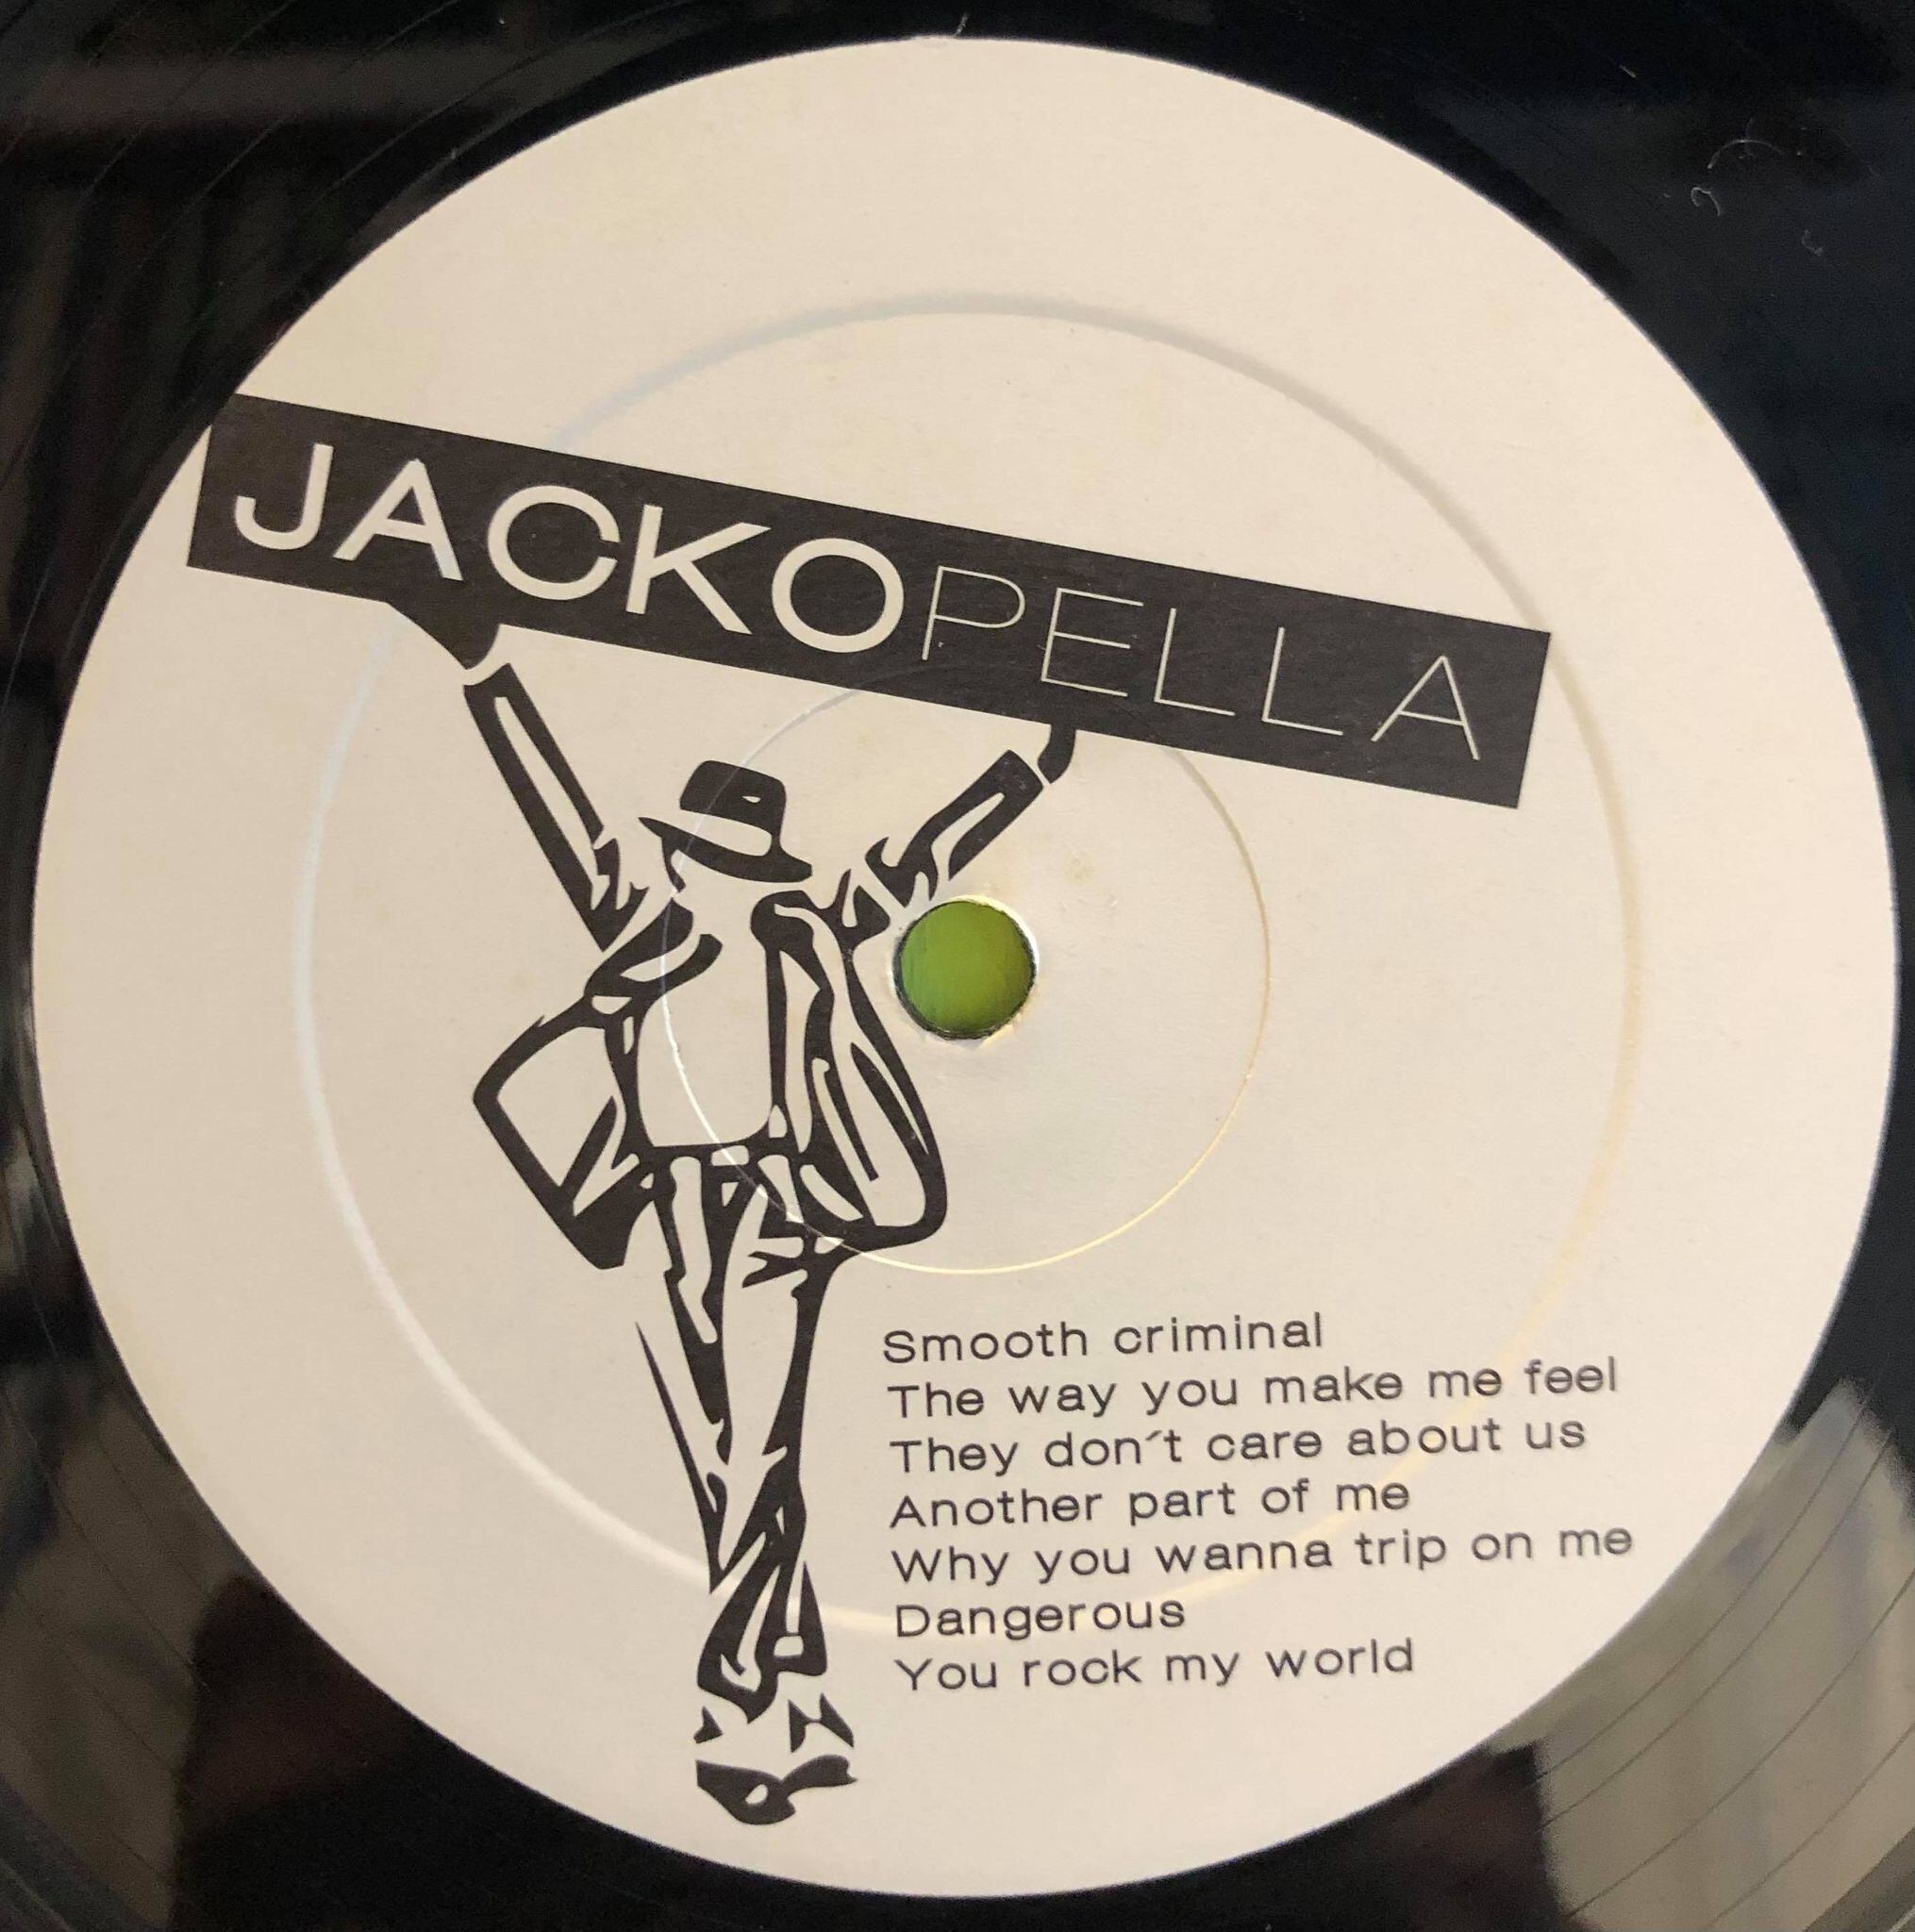 JACKOPELLA
Smooth criminal
The way you make me feel
They don´t care about us
Another part of me
Why you wanna trip on me
Dangerous
You rock my world